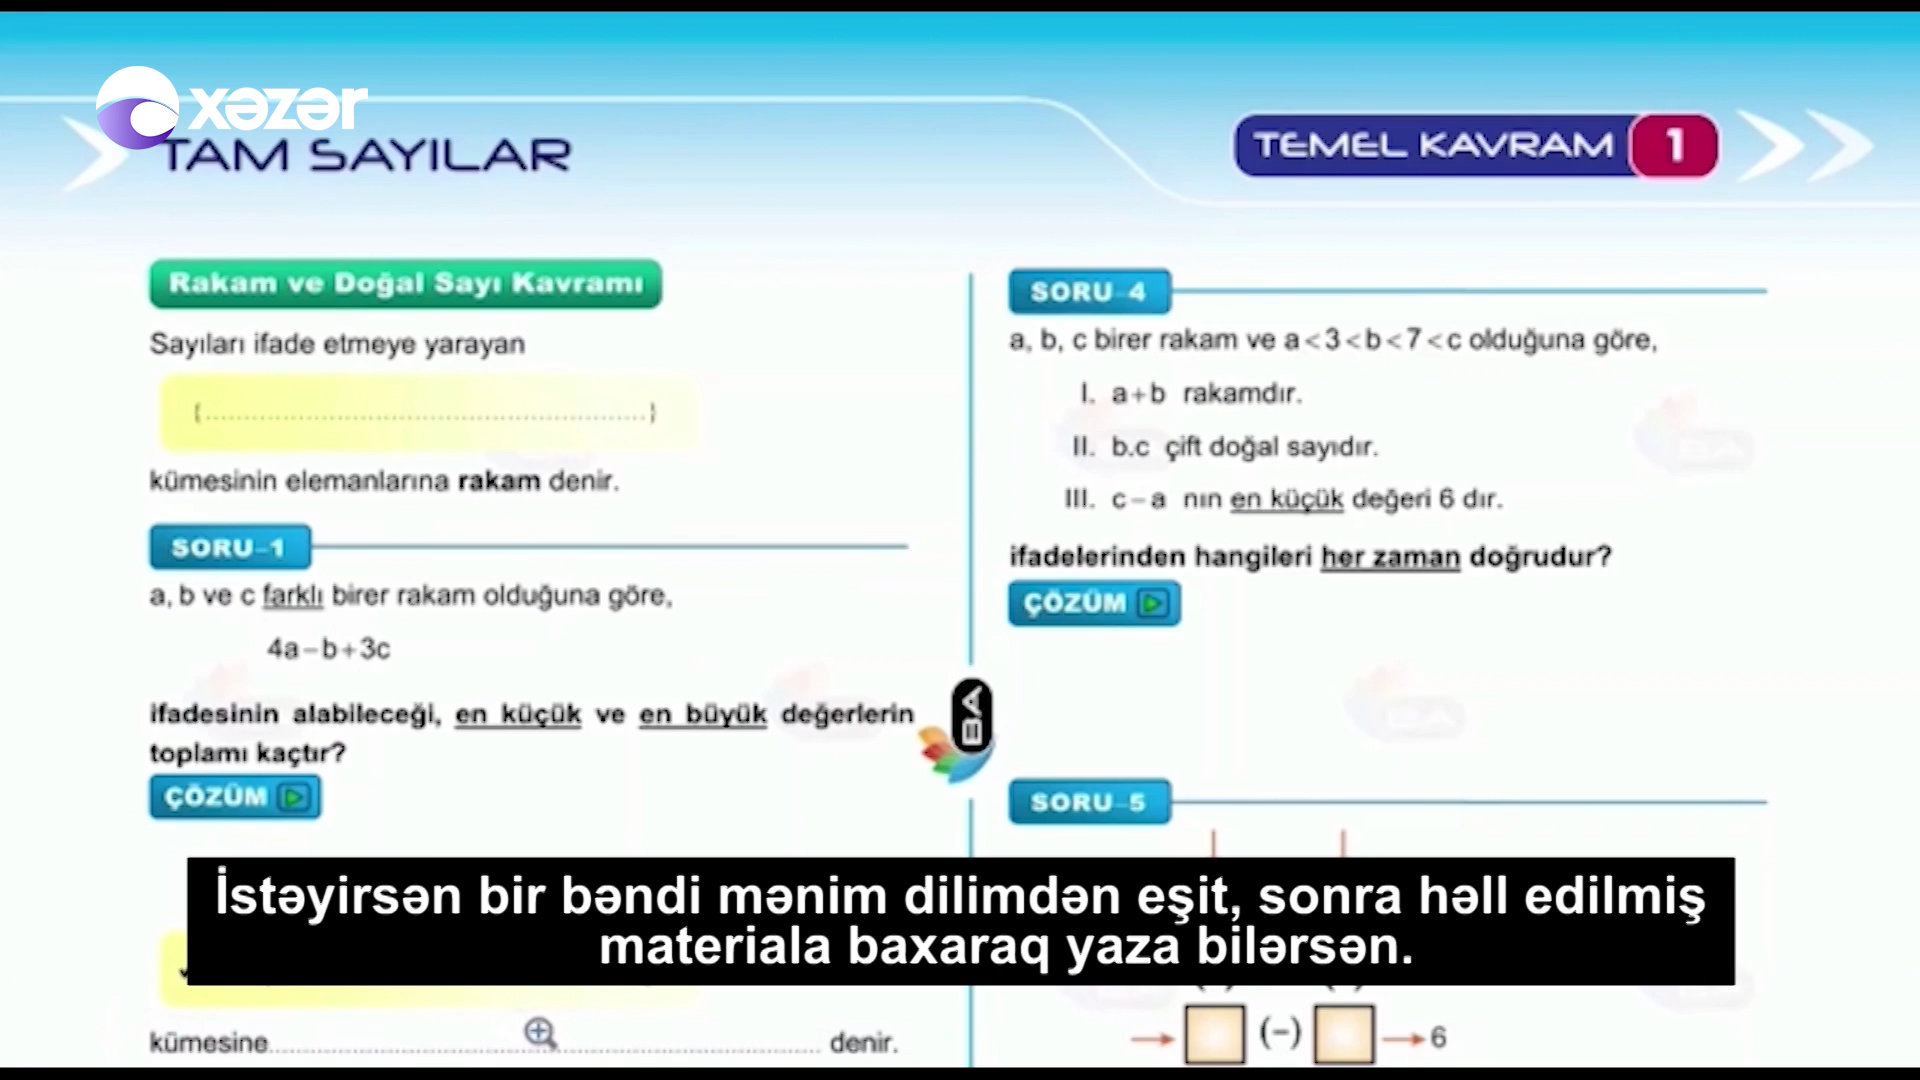 xəzər
TAM SAYILAR
TEMEL KAVRAM 1
Rakam ve Doğal Sayı Kavramı
Sayıları ifade etmeye yarayan
{......................................................}
kümesinin elemanlarına rakam denir.
SORU-1
a, b ve c farklı birer rakam olduğuna göre,
4a-b+3c
ifadesinin alabileceği, en küçük ve en büyük değerlerin
toplamı kaçtır?
ÇÖZÜM
kümesine........................................................................ denir.
SORU-4
a, b, c birer rakam ve a<3<b<7<c olduğuna göre,
I. a+b rakamdır.
II. b.c çift doğal sayıdır.
III. c-a nın en küçük değeri 6 dır.
ifadelerinden hangileri her zaman doğrudur?
ÇÖZÜM
SORU-5
(-) 6
İstəyirsən bir bəndi mənim dilimdən eşit, sonra həll edilmiş
materiala baxaraq yaza bilərsən.